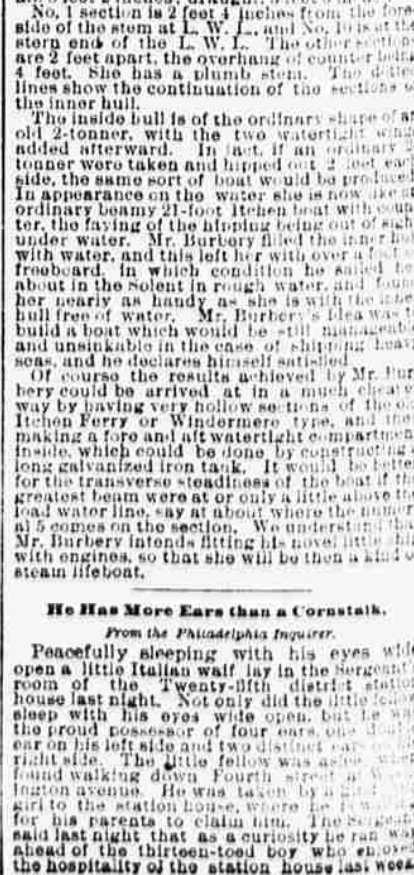 No. 1 section is 2 feet 4 inches from the fore
side of the stem at L. W. L., and No. 10 is at the
stern end of the L. W. L. The other sections
are 2 feet apart, the overhang of counter being
4 feet. She has a plumb stem. The dotted
lines show the continuation of the sections of
the inner hull.
The inside hull is of the ordinary shape of an
old 2-tonner, with the two watertight wings
added afterward. In fact, if an ordinary 2
tonner were taken and hipped out 2 feet each
side, the same sort of boat would be produced
In appearance on the water she is now like an
ordinary beamy 21-foot Itchen boat with coun
ter, the faying of the hipping being out of sight
under water. Mr. Burbery filled the inner hull
with water, and this left her with over a foot of
freeboard, in which condition he sailed her
about in the Solent in rough water, and found
her nearly as handy as she is with the inner
hull free of water. Mr. Burbery's idea was to
build a boat which would be still manageable
and unsinkable in the case of shipping heavy
seas, and he declares himself satisfied.
Of course the results achieved by Mr. Bur
bery could be arrived at in a much cheaper
way by having very hollow sections of the old
Itchen Ferry or Windermere type, and then
making a fore and aft watertight compartment
inside, which could be done by constructing a
long galvanized iron tank. It would be better
for the transverse steadiness of the boat if the
greatest beam were at or only a little above the
load water line, say at about where the numer
al 5 comes on the section. We understand that
Mr. Burbery intends fitting his novel little ship
with engines, so that she will be then a kind of
steam lifeboat.
He Has More Ears than a Cornstalk.
From the Philadelphia Inquirer.
Peacefully sleeping with his eyes wide
open a little Italian waif lay in the Sergeant's
room of the Twenty-fifth district station
house last night. Not only did the little fellow
sleep with his eyes wide open, but he was
the proud possessor of four ears, one double
ear on his left side and two distinct ears on
right side. The little fellow was asleep when
found walking down Fourth street at
ington avenue. He was taken by a
girl to the station house, where he
for his parents to claim him. The Sergeant
said last night that as a curiosity he ran way
ahead of the thirteen-toed boy who enjoyed
the hospitality of the station house last week.